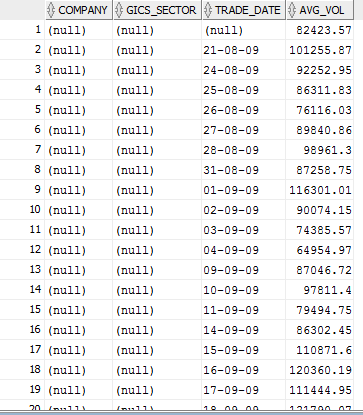 COMPANY GICS_SECTOR TRADE_DATE AVG_VOL
1 (null) (null) (null) 82423.57
2 (null) (null) 21-08-09 101255.87
3 (null) (null) 24-08-09 92252.95
4 (null) (null) 25-08-09 86311.83
5 (null) (null) 26-08-09 76116.03
6 (null) (null) 27-08-09 89840.86
7 (null) (null) 28-08-09 98961.3
8 (null) (null) 31-08-09 87258.75
9 (null) (null) 01-09-09 116301.01
10 (null) (null) 02-09-09 90074.15
11 (null) (null) 03-09-09 74385.57
12 (null) (null) 04-09-09 64954.97
13 (null) (null) 09-09-09 87046.72
14 (null) (null) 10-09-09 97811.4
15 (null) (null) 11-09-09 79494.75
16 (null) (null) 14-09-09 86302.45
17 (null) (null) 15-09-09 110871.6
18 (null) (null) 16-09-09 120360.19
19 (null) (null) 17-09-09 111444.95
20 (null) (null) 18-09-09